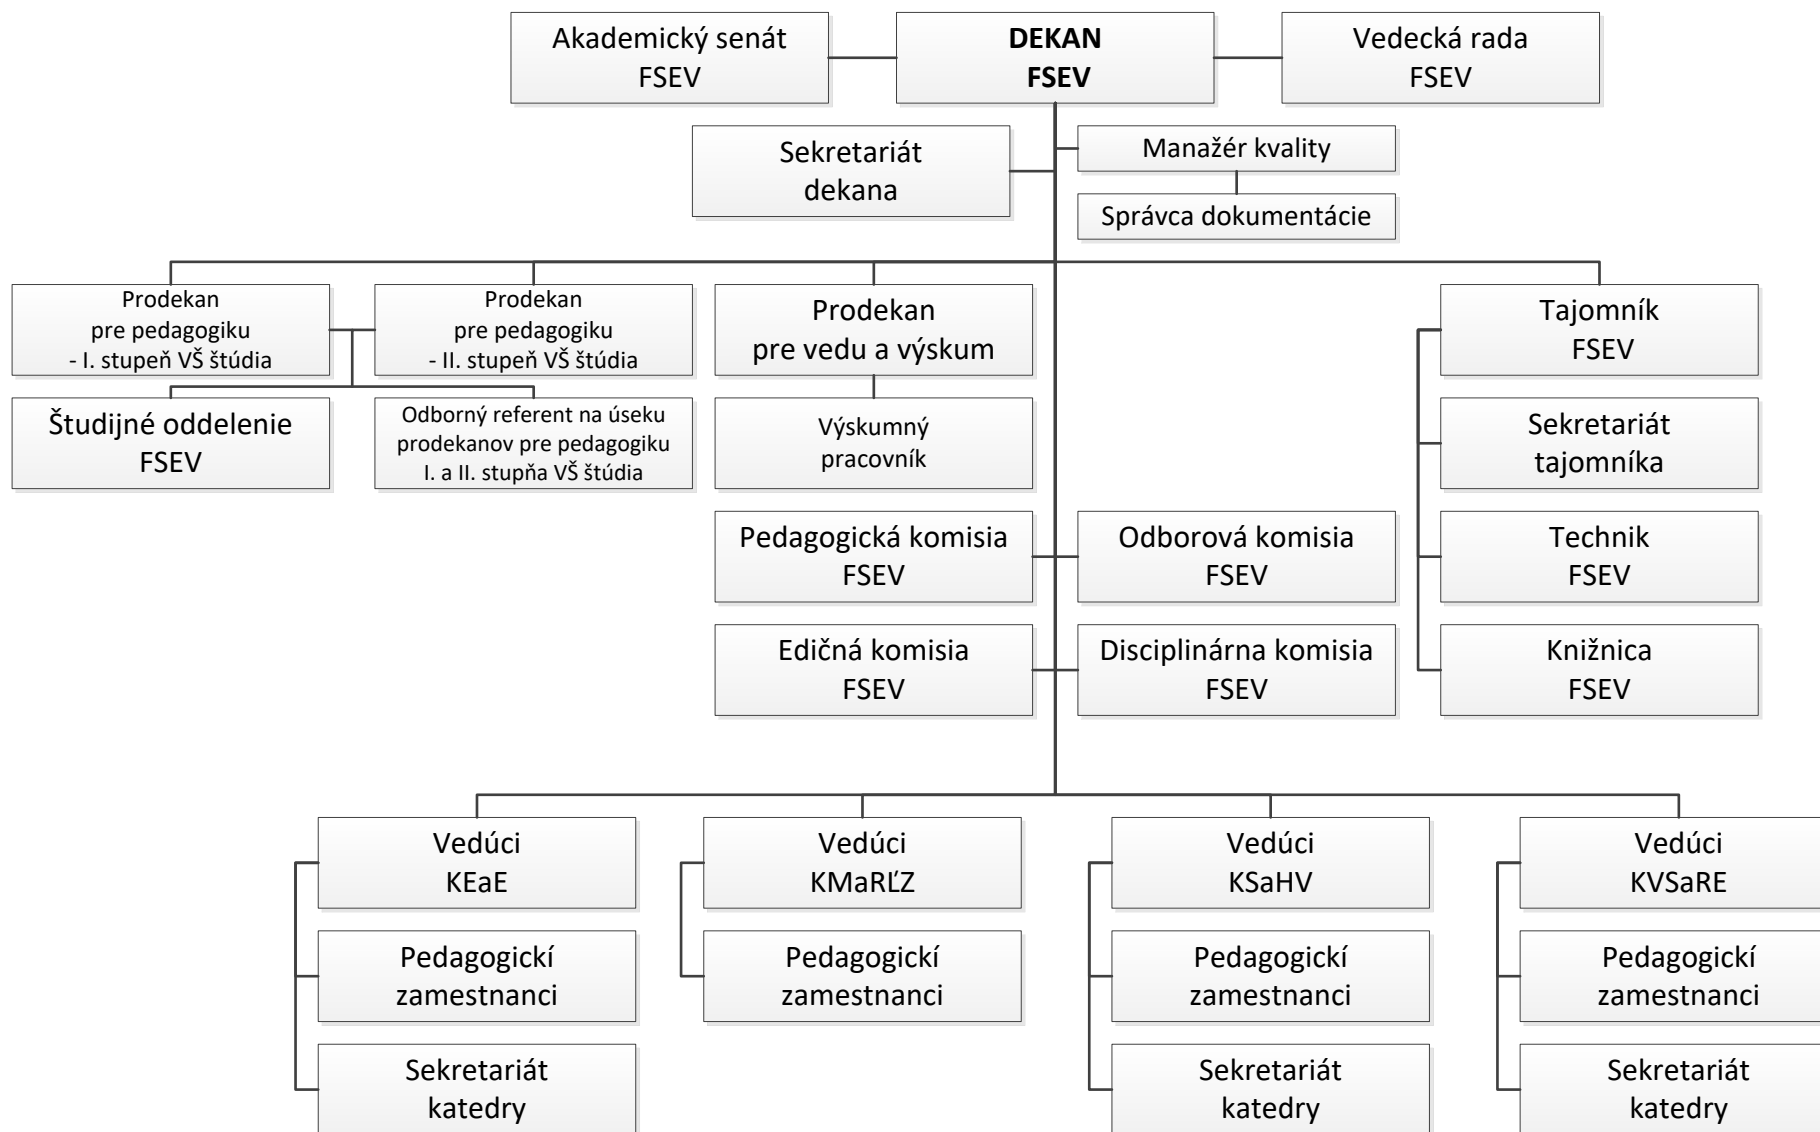 Akademický senát
FSEV
DEKAN
FSEV
Vedecká rada
FSEV
Sekretariát
dekana
Manažér kvality
Správca dokumentácie
Prodekan
pre pedagogiku
- I. stupeň VŠ štúdia
Prodekan
pre pedagogiku
- II. stupeň VŠ štúdia
Prodekan
pre vedu a výskum
Tajomník
FSEV
Študijné oddelenie
FSEV
Odborný referent na úseku
prodekanov pre pedagogiku
I. a II. stupňa VŠ štúdia
Výskumný
pracovník
Sekretariát
tajomníka
Pedagogická komisia
FSEV
Odborová komisia
FSEV
Technik
FSEV
Edičná komisia
FSEV
Disciplinárna komisia
FSEV
Knižnica
FSEV
Vedúci
KEaE
Vedúci
KMaRĽZ
Vedúci
KSaHV
Vedúci
KVSaRE
Pedagogickí
zamestnanci
Pedagogickí
zamestnanci
Pedagogickí
zamestnanci
Pedagogickí
zamestnanci
Sekretariát
katedry
Sekretariát
katedry
Sekretariát
katedry